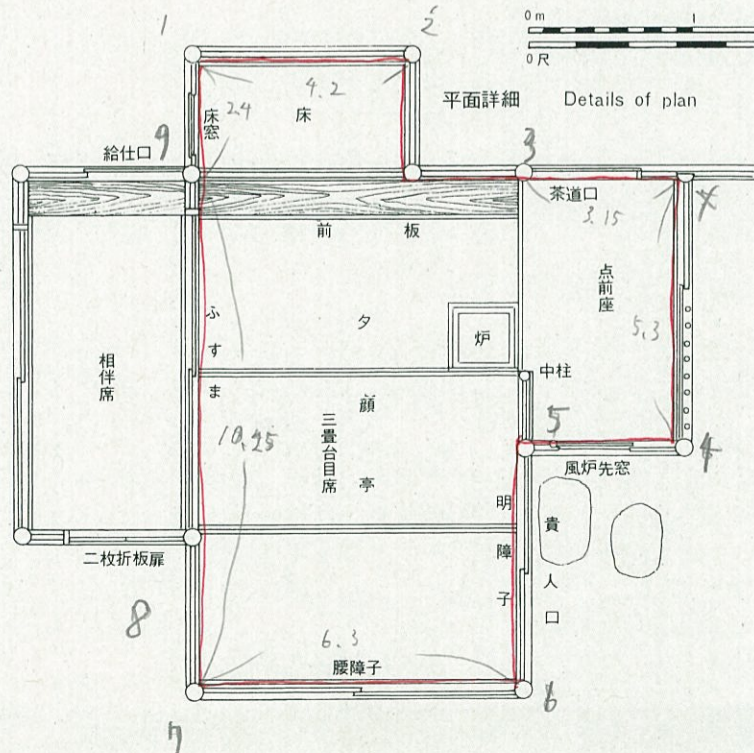 1
2
0 m
1
0 尺
平面詳細 Details of plan
4.2
床
床窓
2.4
給仕口
9
3
茶道口
3.15
前板
点前座
5.3
ふすま
夕顔亭
炉
相伴席
中柱
三畳台目席
10.95
5
4
風炉先窓
明障子
貴人口
二枚折板扉
8
6.3
腰障子
6
7